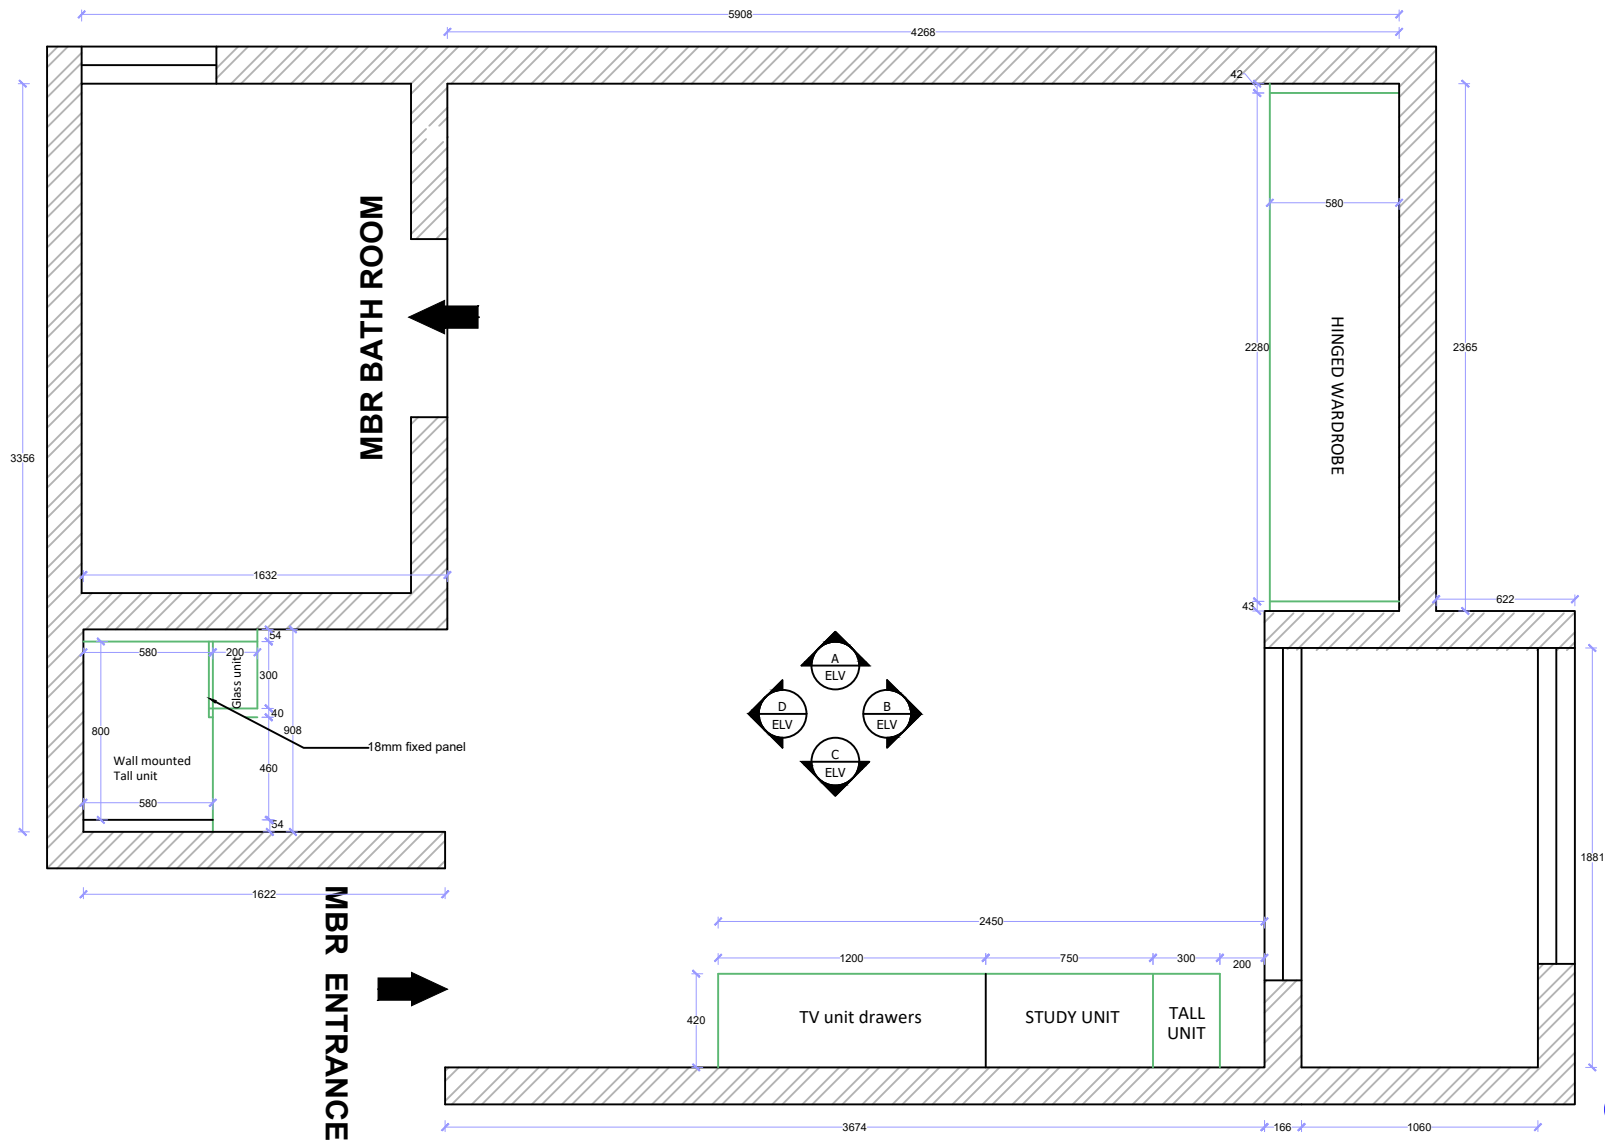 5908
4268
42
580
MBR BATH ROOM
HINGED WARDROBE
2280
2365
3356
1632
43
622
54
580
200
Glass unit
300
40
800
908
18mm fixed panel
460
Wall mounted
Tall unit
580
54
A
ELV
D
ELV
B
ELV
C
ELV
1881
1622
MBR ENTRANCE
2450
1200
750
300
200
420
TV unit drawers
STUDY UNIT
TALL
UNIT
3674
166
1060